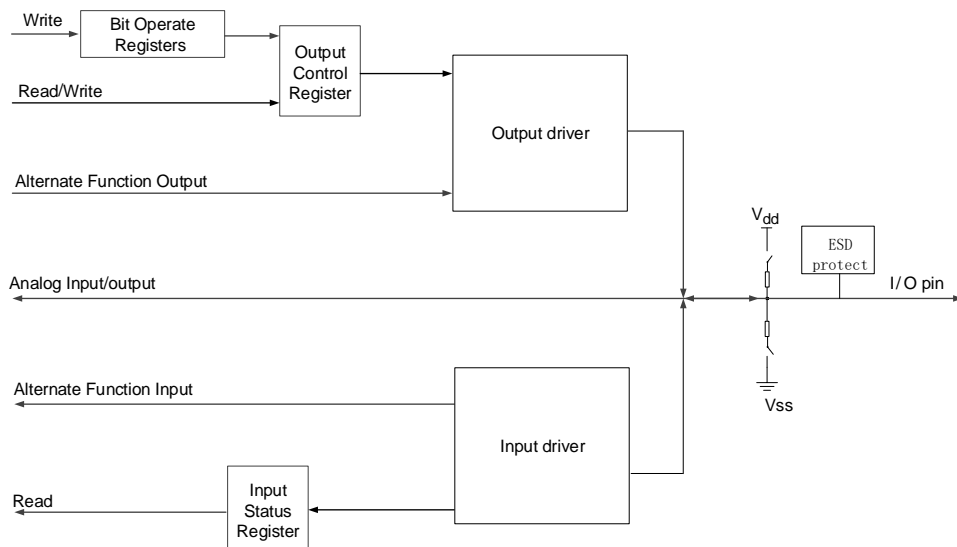 Write
Bit Operate
Registers
Output
Control
Register
Read/Write
Output driver
Alternate Function Output
Vdd
ESD
protect
Analog Input/output
I/O pin
Alternate Function Input
Vss
Input driver
Input
Status
Register
Read